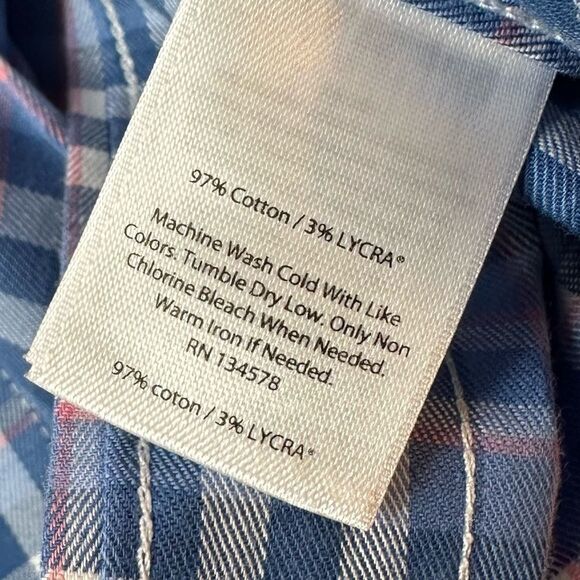 97% Cotton / 3% LYCRA®
Machine Wash Cold With Like
Colors. Tumble Dry Low. Only Non
Chlorine Bleach When Needed.
Warm Iron If Needed.
RN 134578
97% cotton / 3% LYCRA®